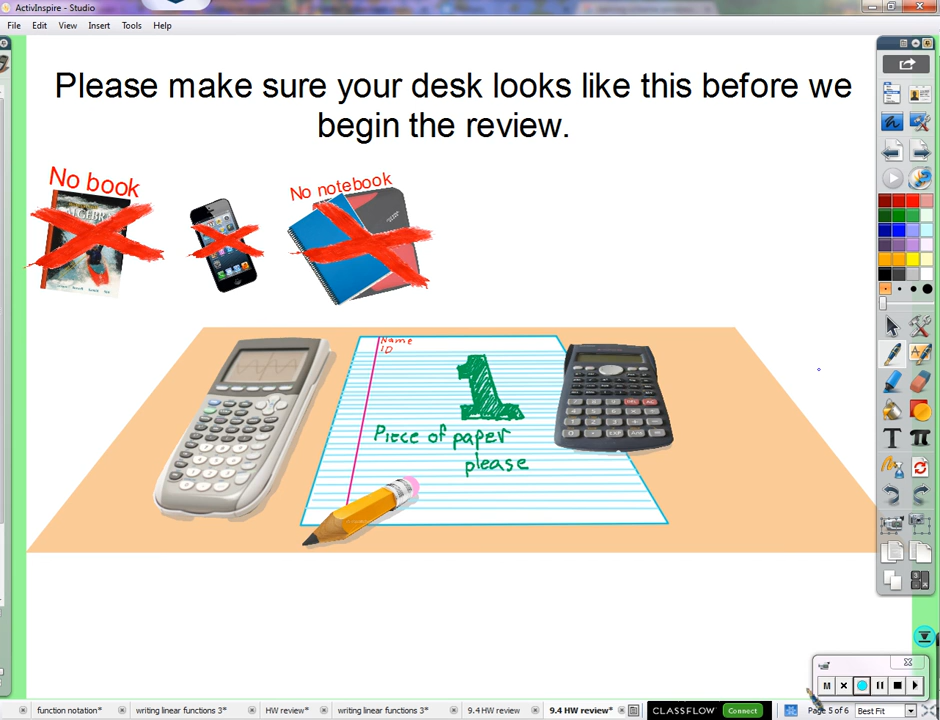 ActivInspire - Studio
File Edit View Insert Tools Help
Please make sure your desk looks like this before we
begin the review.
No book
No notebook
ALGEBRA
Name
ID
1
Piece of paper
please
M
function notation*
writing linear functions 3*
HW review*
writing linear functions 3*
9.4 HW review
9.4 HW review*
CLASSFLOW
Connect
Page 5 of 6
Best Fit